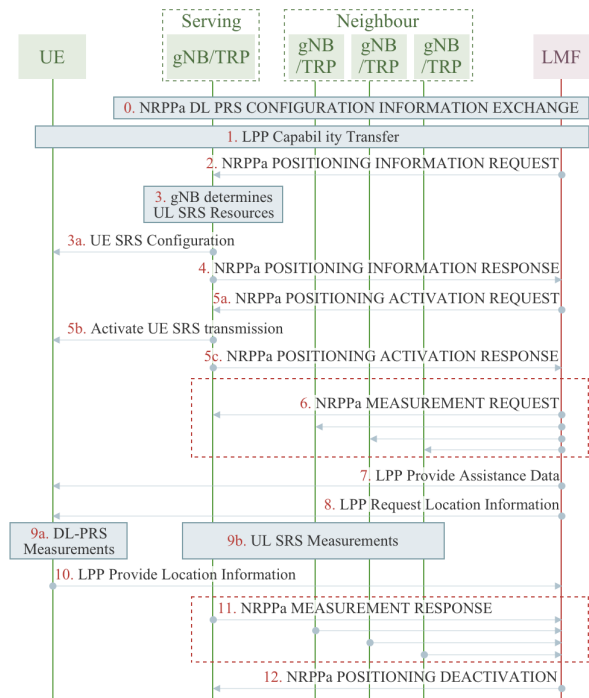 Serving
Neighbour
UE
gNB/TRP
gNB
/TRP
gNB
/TRP
gNB
/TRP
LMF
0. NRPPa DL PRS CONFIGURATION INFORMATION EXCHANGE
1. LPP Capability Transfer
2. NRPPa POSITIONING INFORMATION REQUEST
3. gNB determines
UL SRS Resources
3a. UE SRS Configuration
4. NRPPa POSITIONING INFORMATION RESPONSE
5a. NRPPa POSITIONING ACTIVATION REQUEST
5b. Activate UE SRS transmission
5c. NRPPa POSITIONING ACTIVATION RESPONSE
6. NRPPa MEASUREMENT REQUEST
7. LPP Provide Assistance Data
8. LPP Request Location Information
9a. DL-PRS
Measurements
9b. UL SRS Measurements
10. LPP Provide Location Information
11. NRPPa MEASUREMENT RESPONSE
12. NRPPa POSITIONING DEACTIVATION